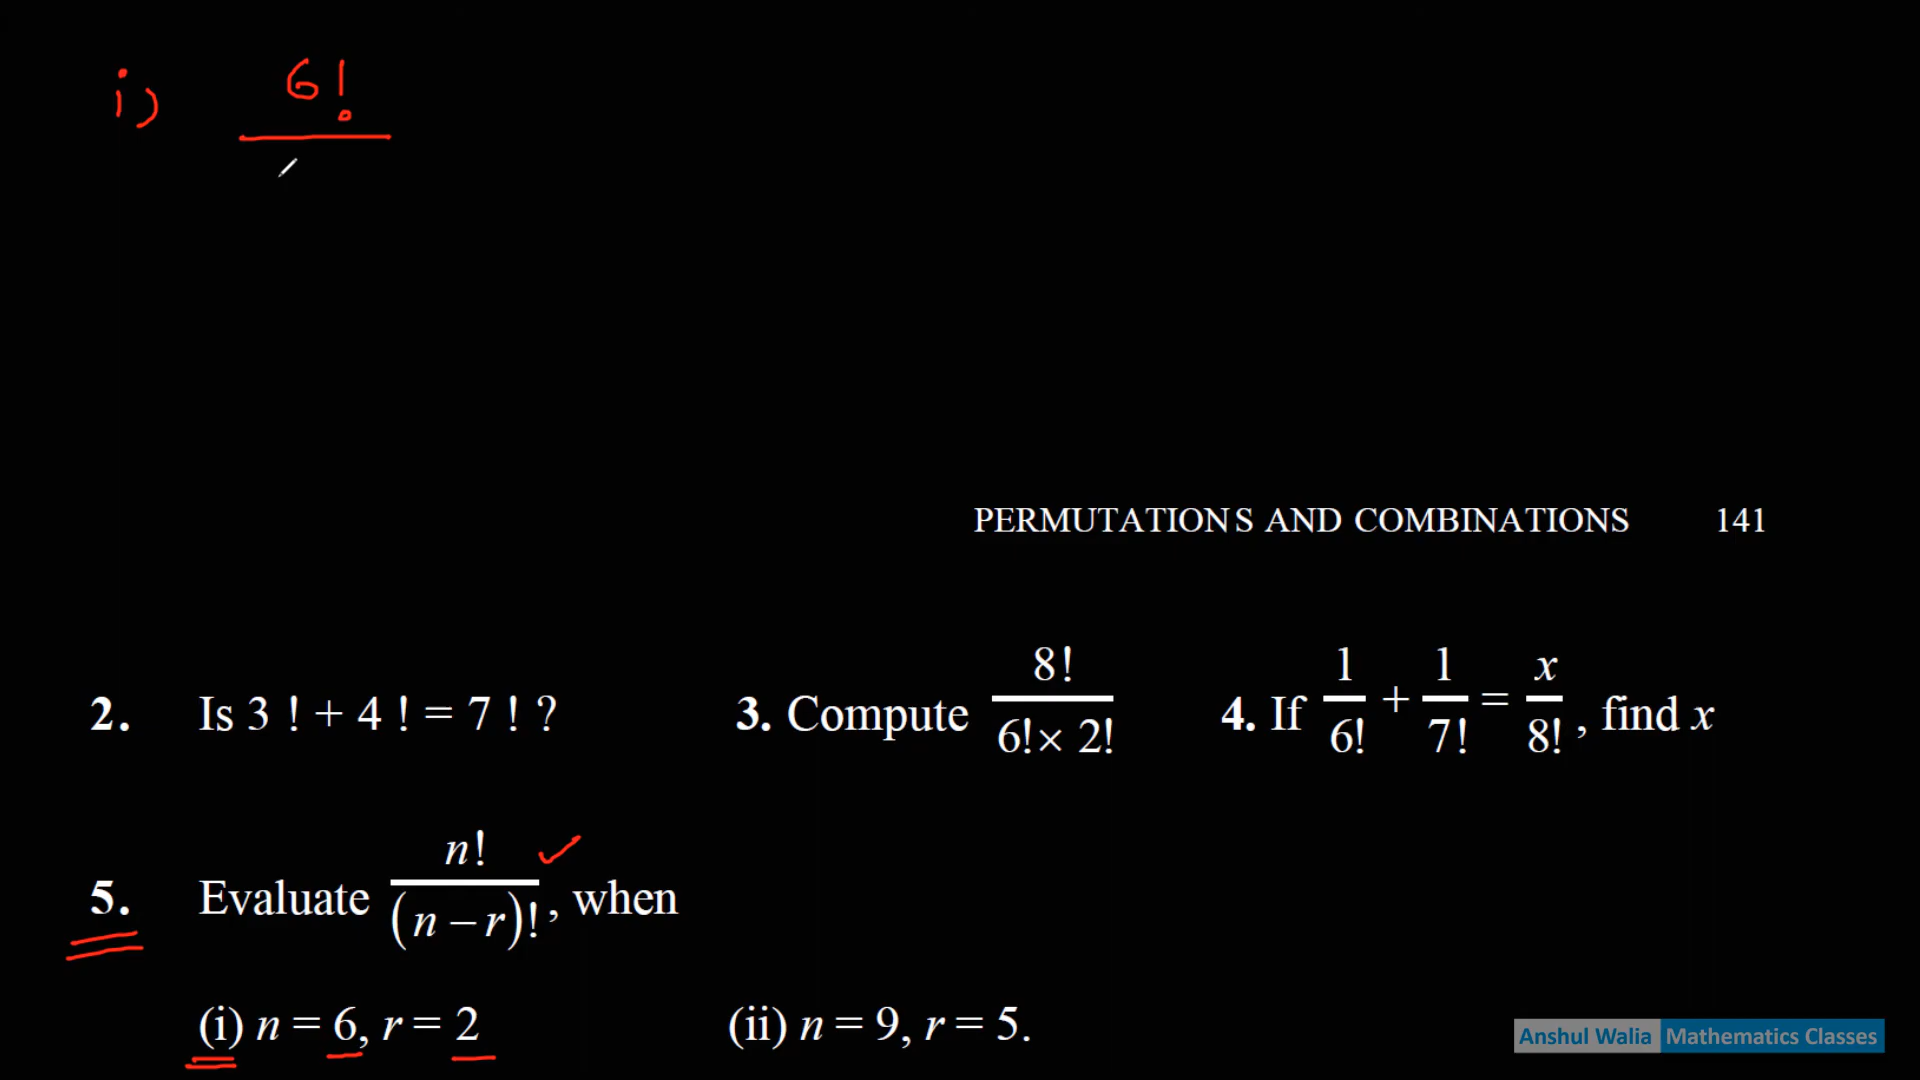 i) 6!
PERMUTATIONS AND COMBINATIONS 141
2. Is 3 ! + 4 ! = 7 ! ? 3. Compute 8!/(6!× 2!) 4. If 1/6! + 1/7! = x/8! , find x
5. Evaluate n!/(n – r)! , when
(i) n = 6, r = 2 (ii) n = 9, r = 5.
Anshul Walia Mathematics Classes